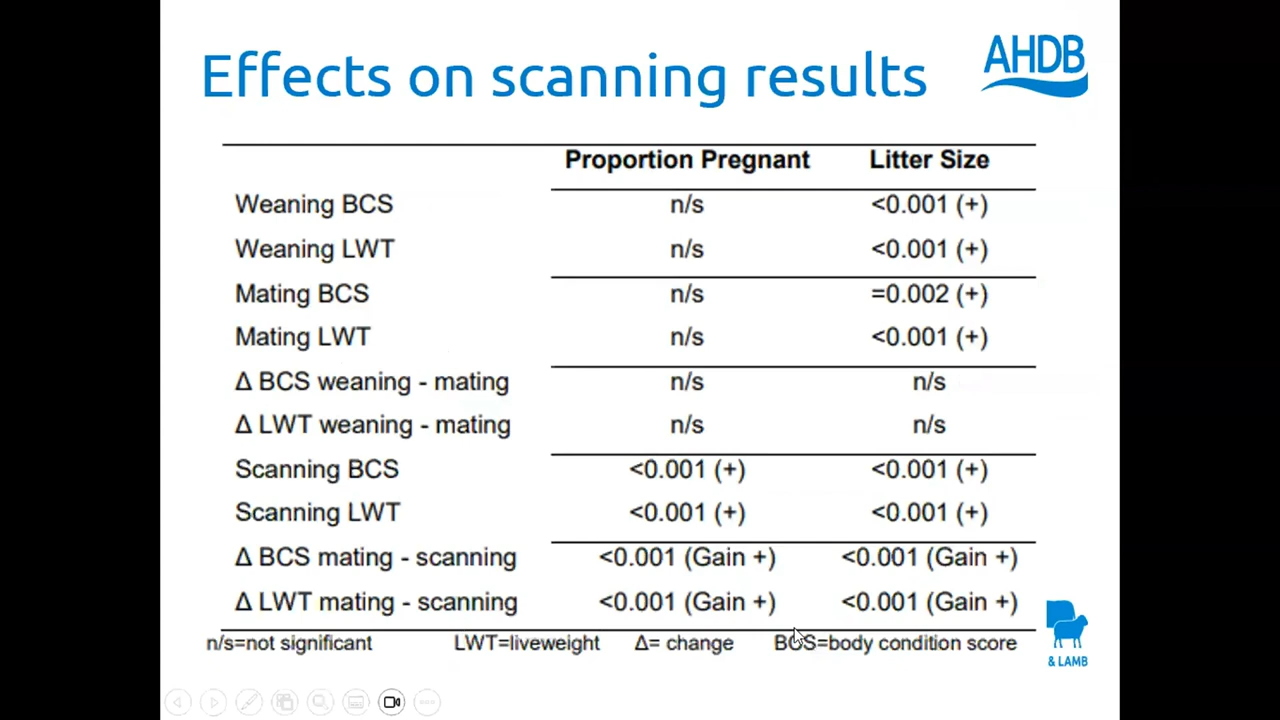 Effects on scanning results
AHDB
Proportion Pregnant Litter Size
Weaning BCS n/s <0.001 (+)
Weaning LWT n/s <0.001 (+)
Mating BCS n/s =0.002 (+)
Mating LWT n/s <0.001 (+)
Δ BCS weaning - mating n/s n/s
Δ LWT weaning - mating n/s n/s
Scanning BCS <0.001 (+) <0.001 (+)
Scanning LWT <0.001 (+) <0.001 (+)
Δ BCS mating - scanning <0.001 (Gain +) <0.001 (Gain +)
Δ LWT mating - scanning <0.001 (Gain +) <0.001 (Gain +)
n/s=not significant LWT=liveweight Δ= change BCS=body condition score
& LAMB